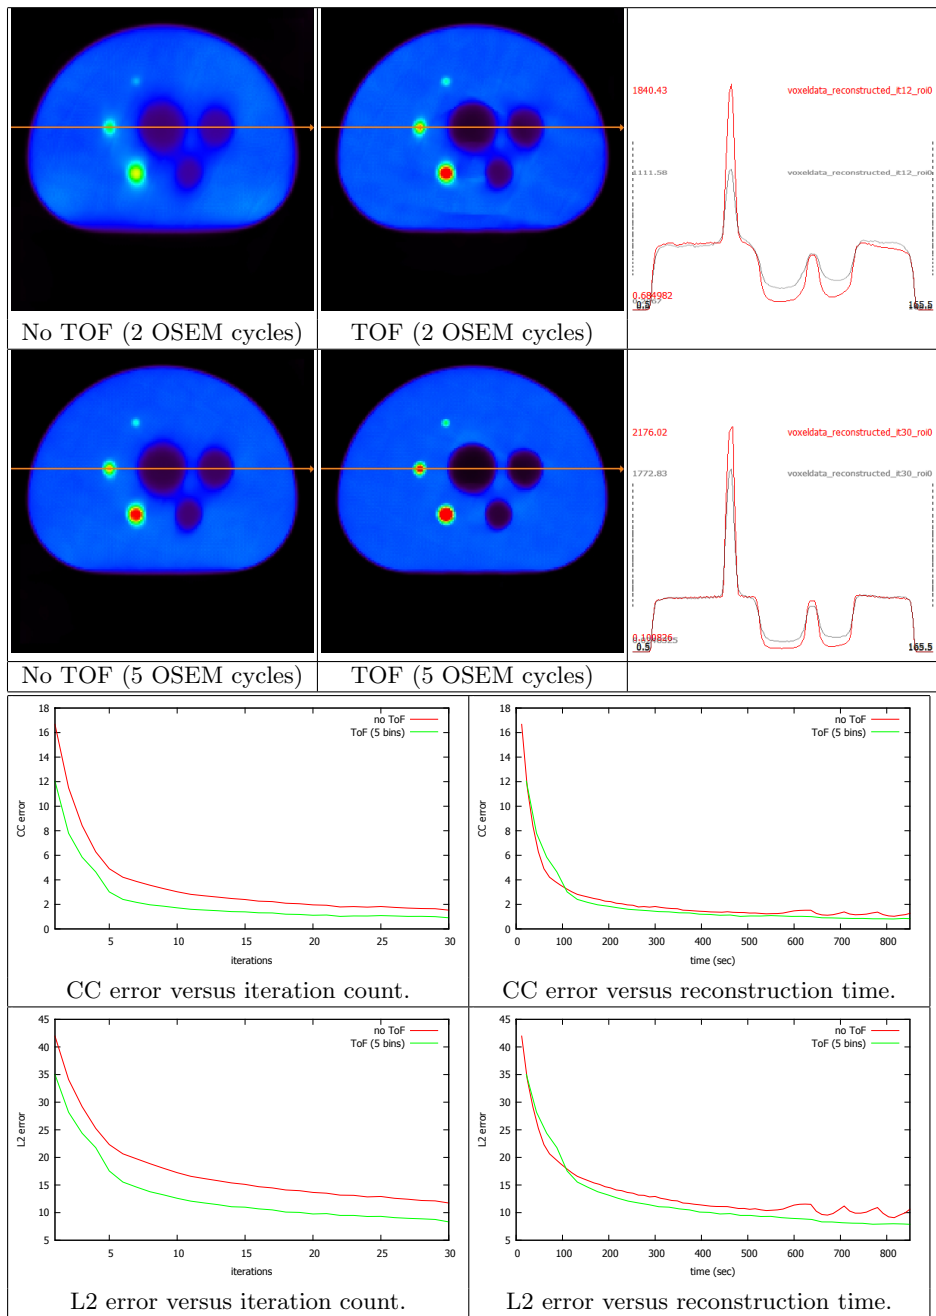 1840.43 voxeldata_reconstructed_it12_roi0
1111.58 voxeldata_reconstructed_it12_roi0
0.684982
0.5 165.5
No TOF (2 OSEM cycles) TOF (2 OSEM cycles)
2176.02 voxeldata_reconstructed_it30_roi0
1772.83 voxeldata_reconstructed_it30_roi0
0.100826
0.5 165.5
No TOF (5 OSEM cycles) TOF (5 OSEM cycles)
18
16
14
12
10
8
6
4
2
0
CC error
no ToF
ToF (5 bins)
5 10 15 20 25 30
iterations
CC error versus iteration count.
18
16
14
12
10
8
6
4
2
0
CC error
no ToF
ToF (5 bins)
0 100 200 300 400 500 600 700 800
time (sec)
CC error versus reconstruction time.
45
40
35
30
25
20
15
10
5
L2 error
no ToF
ToF (5 bins)
5 10 15 20 25 30
iterations
L2 error versus iteration count.
45
40
35
30
25
20
15
10
5
L2 error
no ToF
ToF (5 bins)
0 100 200 300 400 500 600 700 800
time (sec)
L2 error versus reconstruction time.